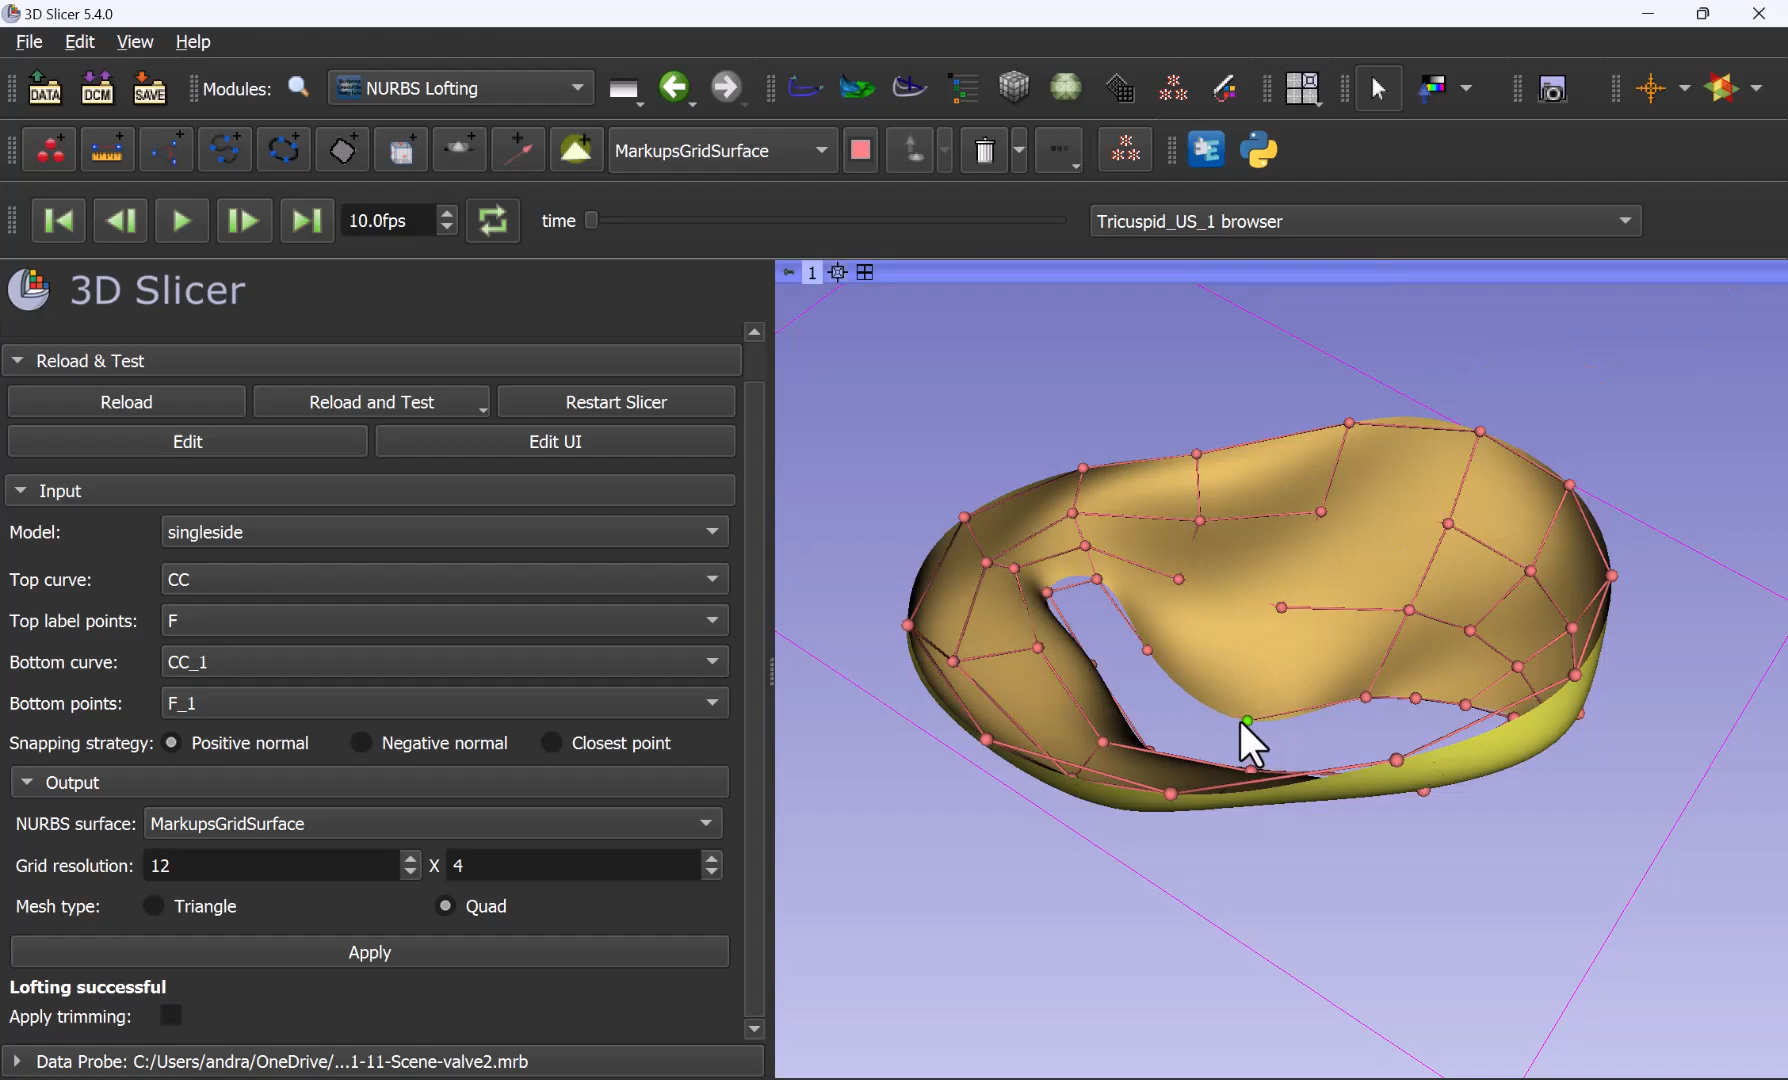 3D Slicer 5.4.0
File Edit View Help
DATA DCM SAVE Modules: NURBS Lofting
MarkupsGridSurface
10.0fps time Tricuspid_US_1 browser
3D Slicer
1
Reload & Test
Reload Reload and Test Restart Slicer
Edit Edit UI
Input
Model: singleside
Top curve: CC
Top label points: F
Bottom curve: CC_1
Bottom points: F_1
Snapping strategy: Positive normal Negative normal Closest point
Output
NURBS surface: MarkupsGridSurface
Grid resolution: 12 X 4
Mesh type: Triangle Quad
Apply
Lofting successful
Apply trimming:
Data Probe: C:/Users/andra/OneDrive/...1-11-Scene-valve2.mrb